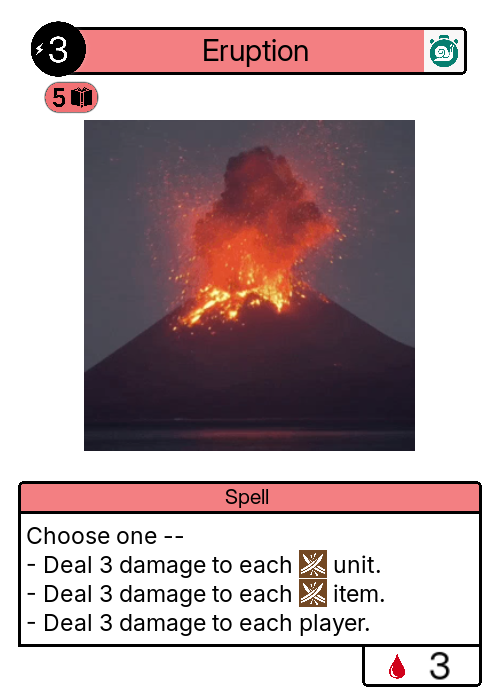 3 Eruption
5
Spell
Choose one --
- Deal 3 damage to each unit.
- Deal 3 damage to each item.
- Deal 3 damage to each player.
3